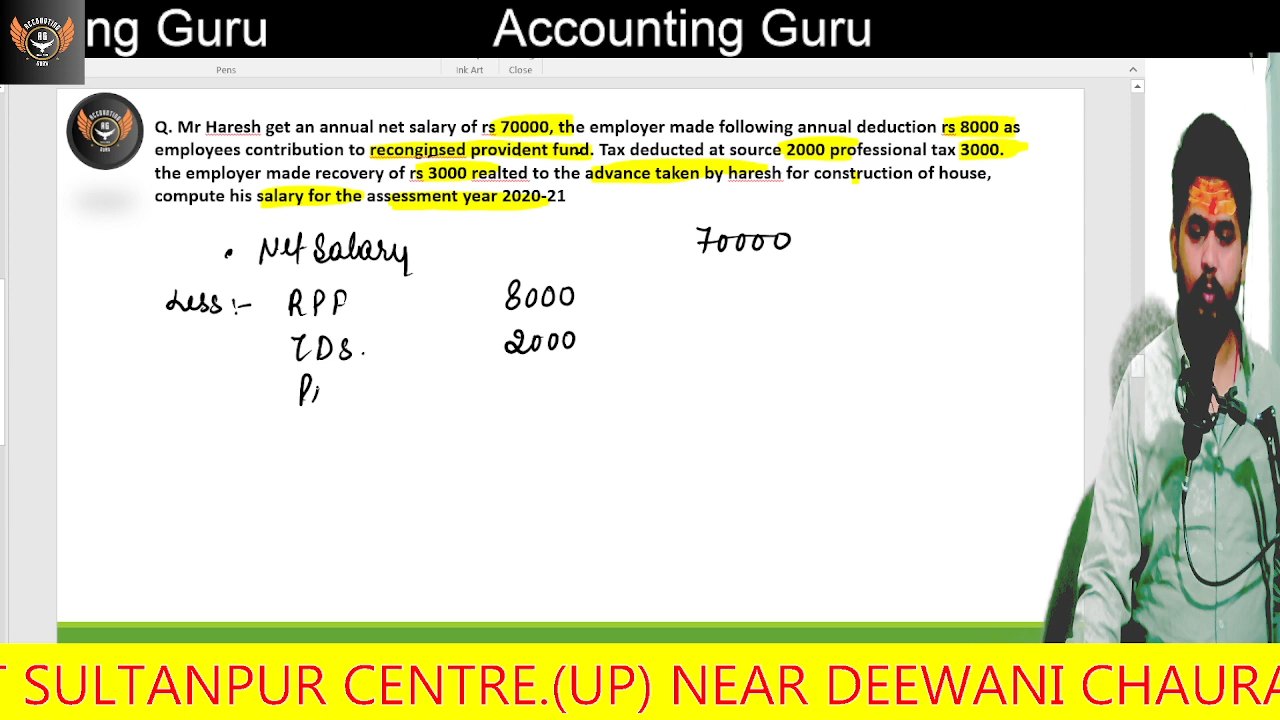 ng Guru Accounting Guru
Pens Ink Art Close
Q. Mr Haresh get an annual net salary of rs 70000, the employer made following annual deduction rs 8000 as
employees contribution to reconginsed provident fund. Tax deducted at source 2000 professional tax 3000.
the employer made recovery of rs 3000 realted to the advance taken by haresh for construction of house,
compute his salary for the assessment year 2020-21
• Net Salary 70000
Less :- RPF 8000
TDS. 2000
P
T SULTANPUR CENTRE.(UP) NEAR DEEWANI CHAURA